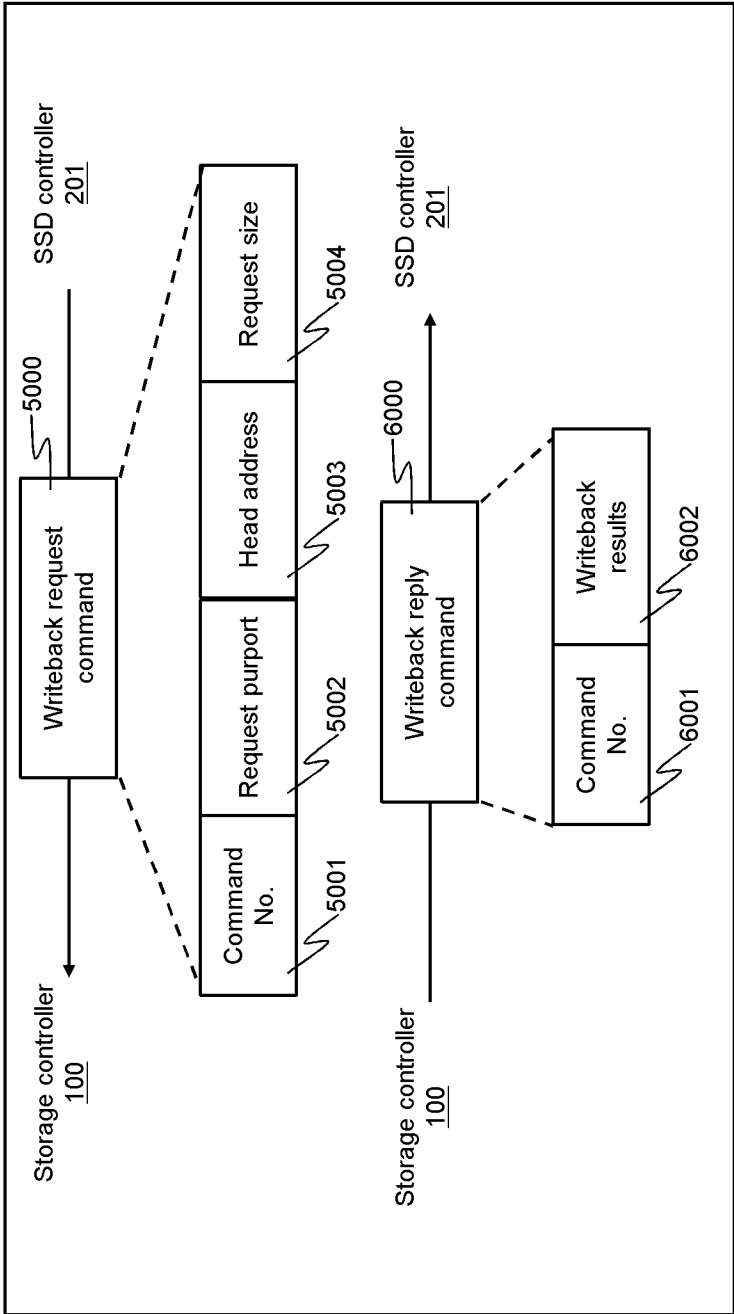 Storage controller
100
Writeback request
command
5000
SSD controller
201
Command
No.
5001
Request purport
5002
Head address
5003
Request size
5004
Storage controller
100
Writeback reply
command
6000
SSD controller
201
Command
No.
6001
Writeback
results
6002